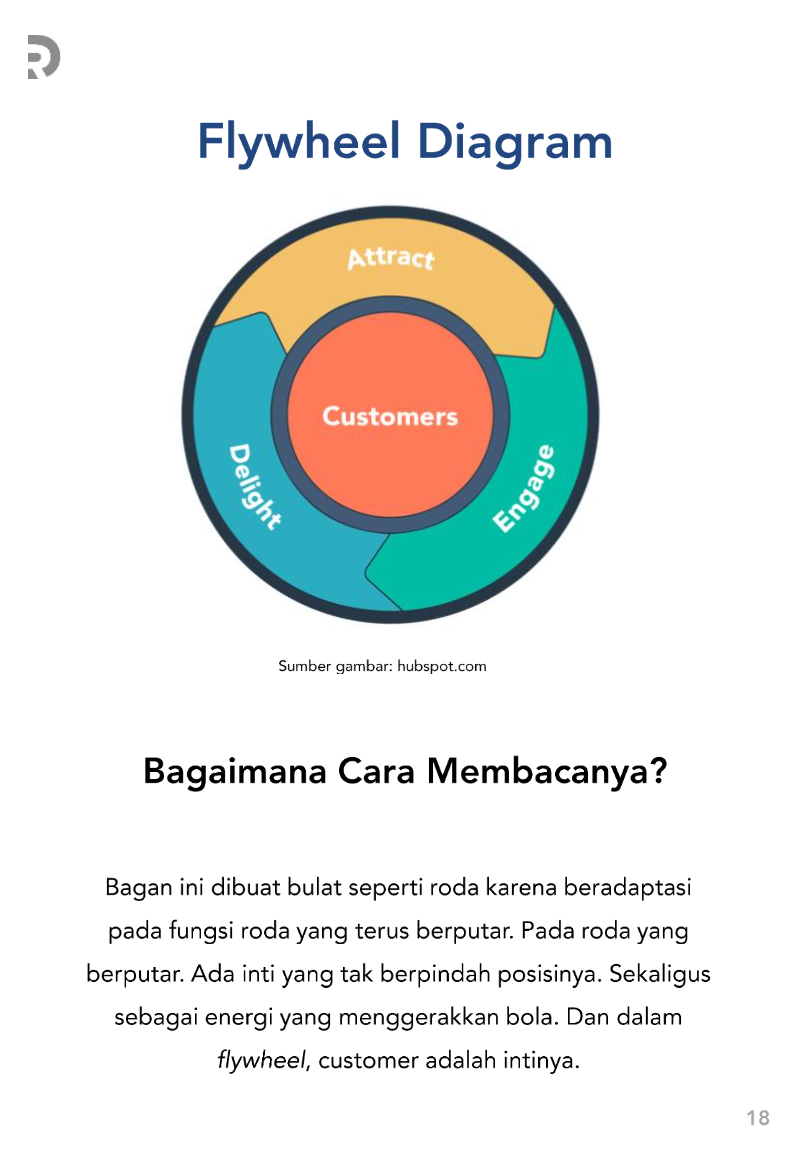 Flywheel Diagram
Attract
Customers
Delight
Engage
Sumber gambar: hubspot.com
Bagaimana Cara Membacanya?
Bagan ini dibuat bulat seperti roda karena beradaptasi
pada fungsi roda yang terus berputar. Pada roda yang
berputar. Ada inti yang tak berpindah posisinya. Sekaligus
sebagai energi yang menggerakkan bola. Dan dalam
flywheel, customer adalah intinya.
18